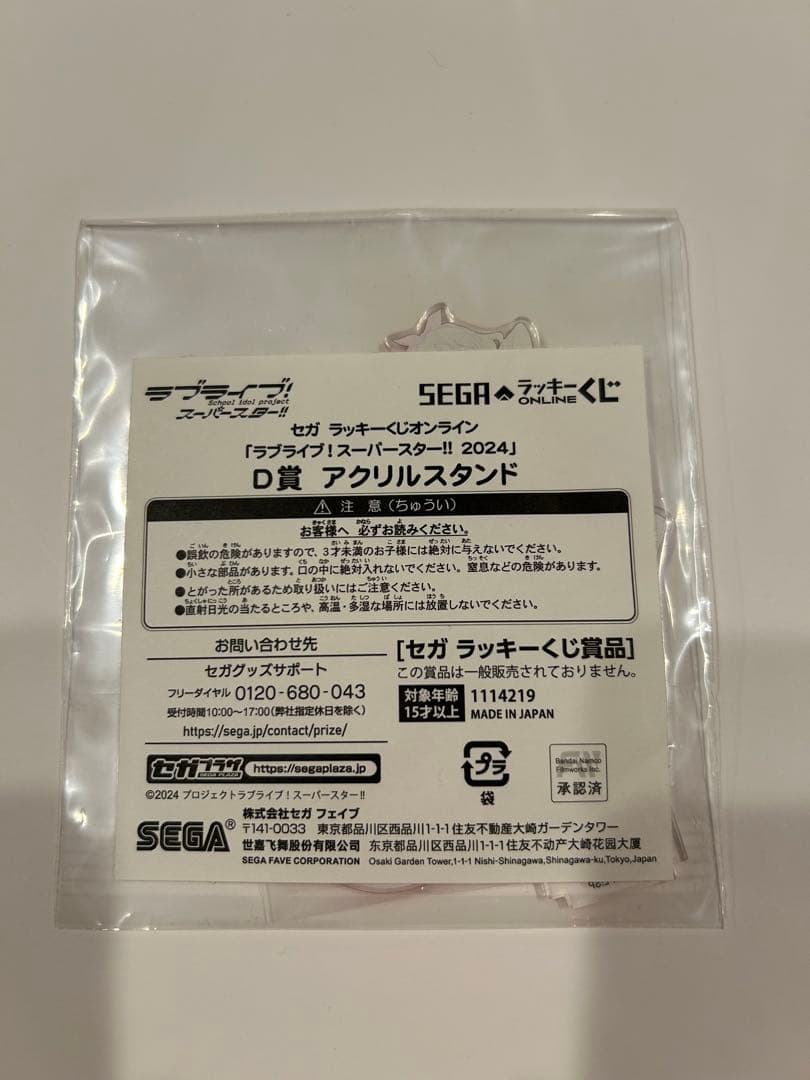 ラブライブ!
School idol project
スーパースター!!
SEGA ラッキーくじ
ONLINE
セガ ラッキーくじオンライン
「ラブライブ!スーパースター!! 2024」
D賞 アクリルスタンド
⚠ 注 意(ちゅうい)
お客様へ 必ずお読みください。
●誤飲の危険がありますので、3才未満のお子様には絶対に与えないでください。
●小さな部品があります。口の中に絶対入れないでください。窒息などの危険があります。
●とがった所があるため取り扱いにはご注意ください。
●直射日光の当たるところや、高温・多湿な場所には放置しないでください。
お問い合わせ先
セガグッズサポート
フリーダイヤル 0120-680-043
受付時間10:00〜17:00(弊社指定休日を除く)
https://sega.jp/contact/prize/
[セガ ラッキーくじ賞品]
この賞品は一般販売されておりません。
対象年齢
15才以上
1114219
MADE IN JAPAN
セガプラザ
SEGA PLAZA
https://segaplaza.jp
©2024 プロジェクトラブライブ!スーパースター!!
プラ
袋
Bandai Namco
Filmworks Inc.
承認済
SEGA®
株式会社セガ フェイブ
〒141-0033 東京都品川区西品川1-1-1住友不動産大崎ガーデンタワー
世嘉飞舞股份有限公司 东京都品川区西品川1-1-1住友不动产大崎花园大厦
SEGA FAVE CORPORATION Osaki Garden Tower,1-1-1 Nishi-Shinagawa,Shinagawa-ku,Tokyo,Japan